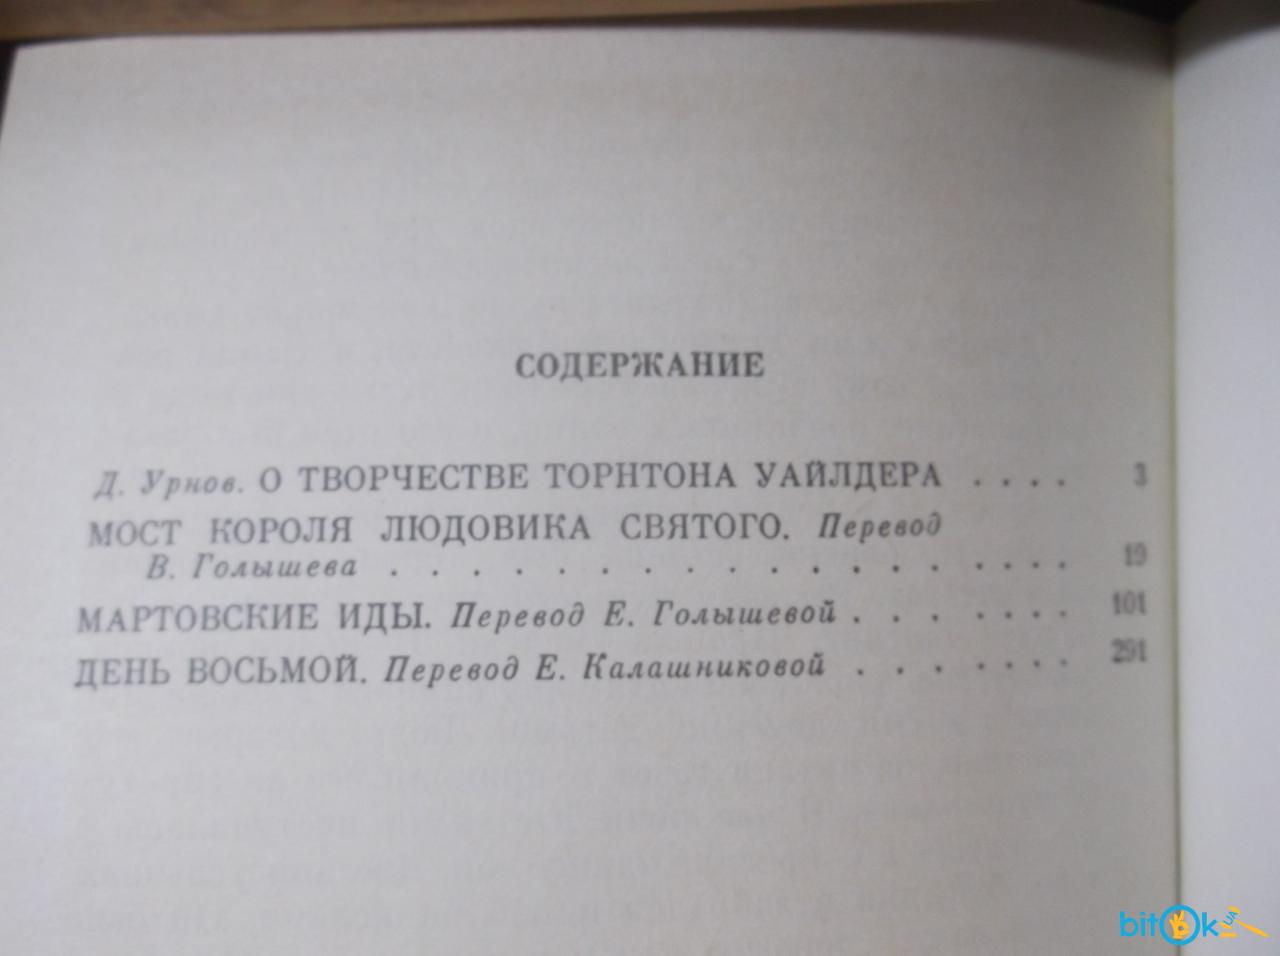 СОДЕРЖАНИЕ
Д. Урнов. О ТВОРЧЕСТВЕ ТОРНТОНА УАЙЛДЕРА . . . . 3
МОСТ КОРОЛЯ ЛЮДОВИКА СВЯТОГО. Перевод
В. Голышева . . . . . . . . . . . . . . . 19
МАРТОВСКИЕ ИДЫ. Перевод Е. Голышевой . . . . . . . 101
ДЕНЬ ВОСЬМОЙ. Перевод Е. Калашниковой . . . . . . . 291
bitOk UA